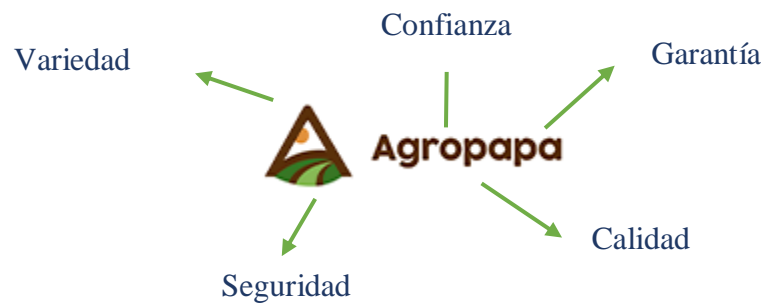 Confianza
Variedad
Garantía
Agropapa
Calidad
Seguridad